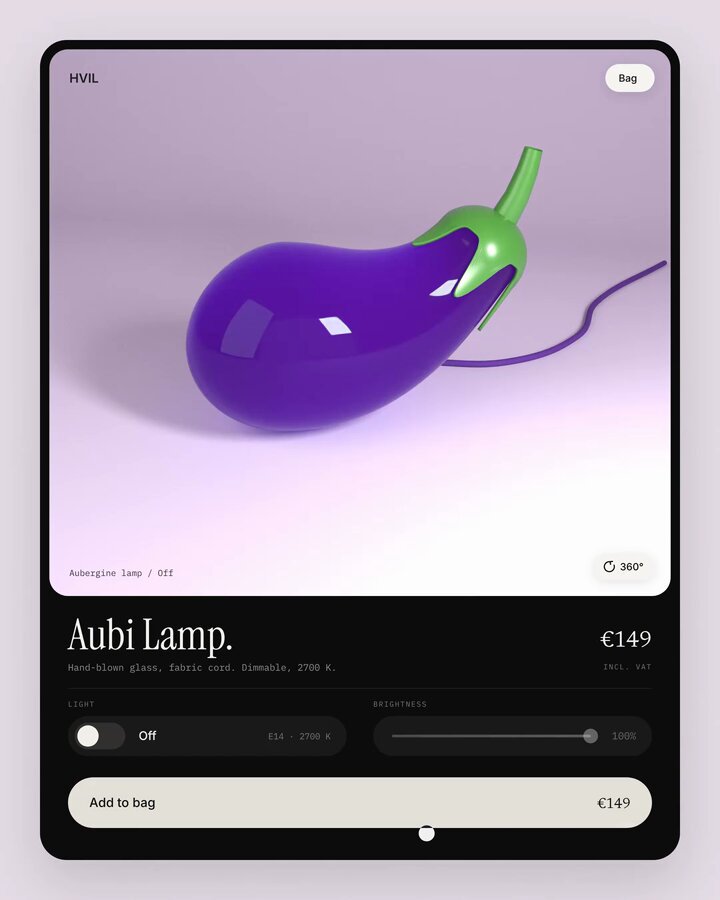 HVIL
Bag
Aubergine lamp / Off
360°
Aubi Lamp.
€149
Hand-blown glass, fabric cord. Dimmable, 2700 K.
INCL. VAT
LIGHT
BRIGHTNESS
Off
E14 · 2700 K
100%
Add to bag
€149